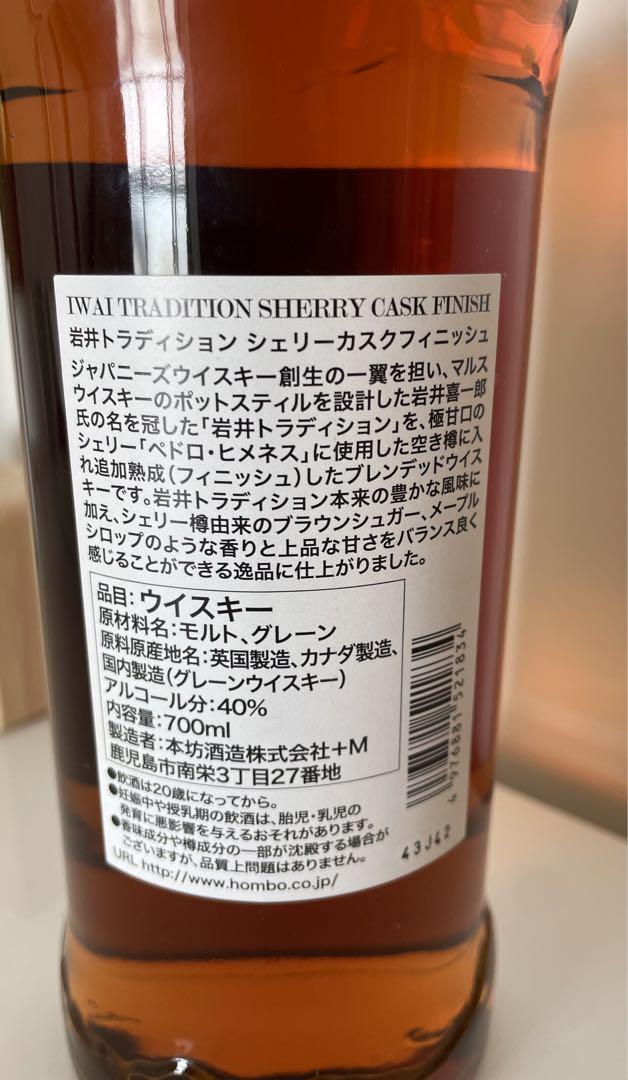 IWAI TRADITION SHERRY CASK FINISH
岩井トラディション シェリーカスクフィニッシュ
ジャパニーズウイスキー創生の一翼を担い、マルス
ウイスキーのポットスティルを設計した岩井喜一郎
氏の名を冠した「岩井トラディション」を、極甘口の
シェリー「ペドロ・ヒメネス」に使用した空き樽に入
れ追加熟成(フィニッシュ)したブレンデッドウイス
キーです。岩井トラディション本来の豊かな風味に
加え、シェリー樽由来のブラウンシュガー、メープル
シロップのような香りと上品な甘さをバランス良く
感じることができる逸品に仕上がりました。
品目:ウイスキー
原材料名:モルト、グレーン
原料原産地名:英国製造、カナダ製造、
国内製造(グレーンウイスキー)
アルコール分:40%
内容量:700ml
製造者:本坊酒造株式会社+M
鹿児島市南栄3丁目27番地
●飲酒は20歳になってから。
●妊娠中や授乳期の飲酒は、胎児・乳児の
発育に悪影響を与えるおそれがあります。
●香味成分や樽成分の一部が沈殿する場合が
ございますが、品質上問題はありません。
URL http://www.hombo.co.jp/
4 976881 521834
43J42